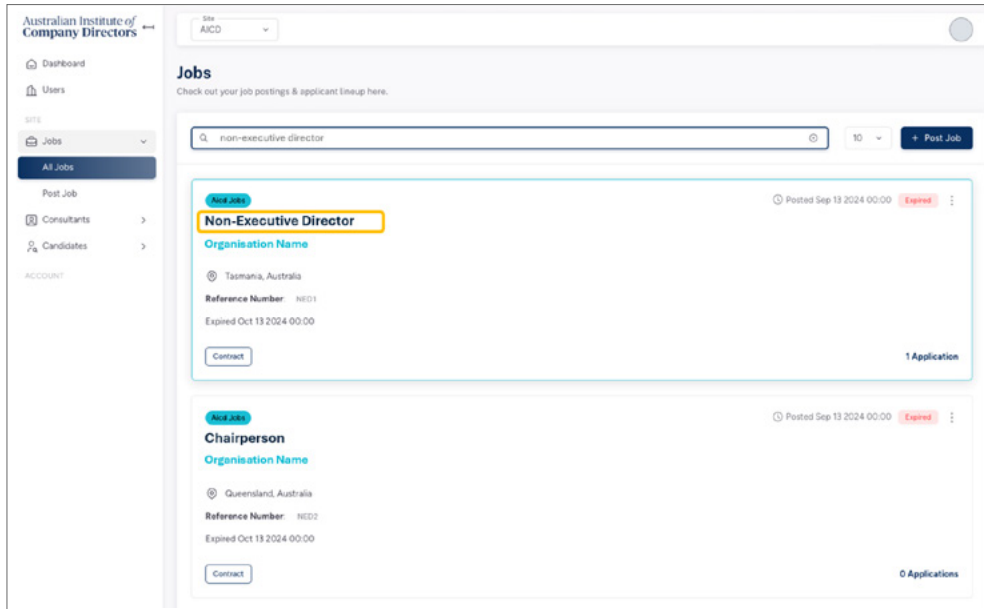 Australian Institute of
Company Directors
Site
AICD
Dashboard
Users
SITE
Jobs
All Jobs
Post Job
Consultants
Candidates
ACCOUNT
Jobs
Check out your job postings & applicant lineup here.
non-executive director
10
+ Post Job
Aicd Jobs
Posted Sep 13 2024 00:00 Expired
Non-Executive Director
Organisation Name
Tasmania, Australia
Reference Number: NED1
Expired Oct 13 2024 00:00
Contract
1 Application
Aicd Jobs
Posted Sep 13 2024 00:00 Expired
Chairperson
Organisation Name
Queensland, Australia
Reference Number: NED2
Expired Oct 13 2024 00:00
Contract
0 Applications